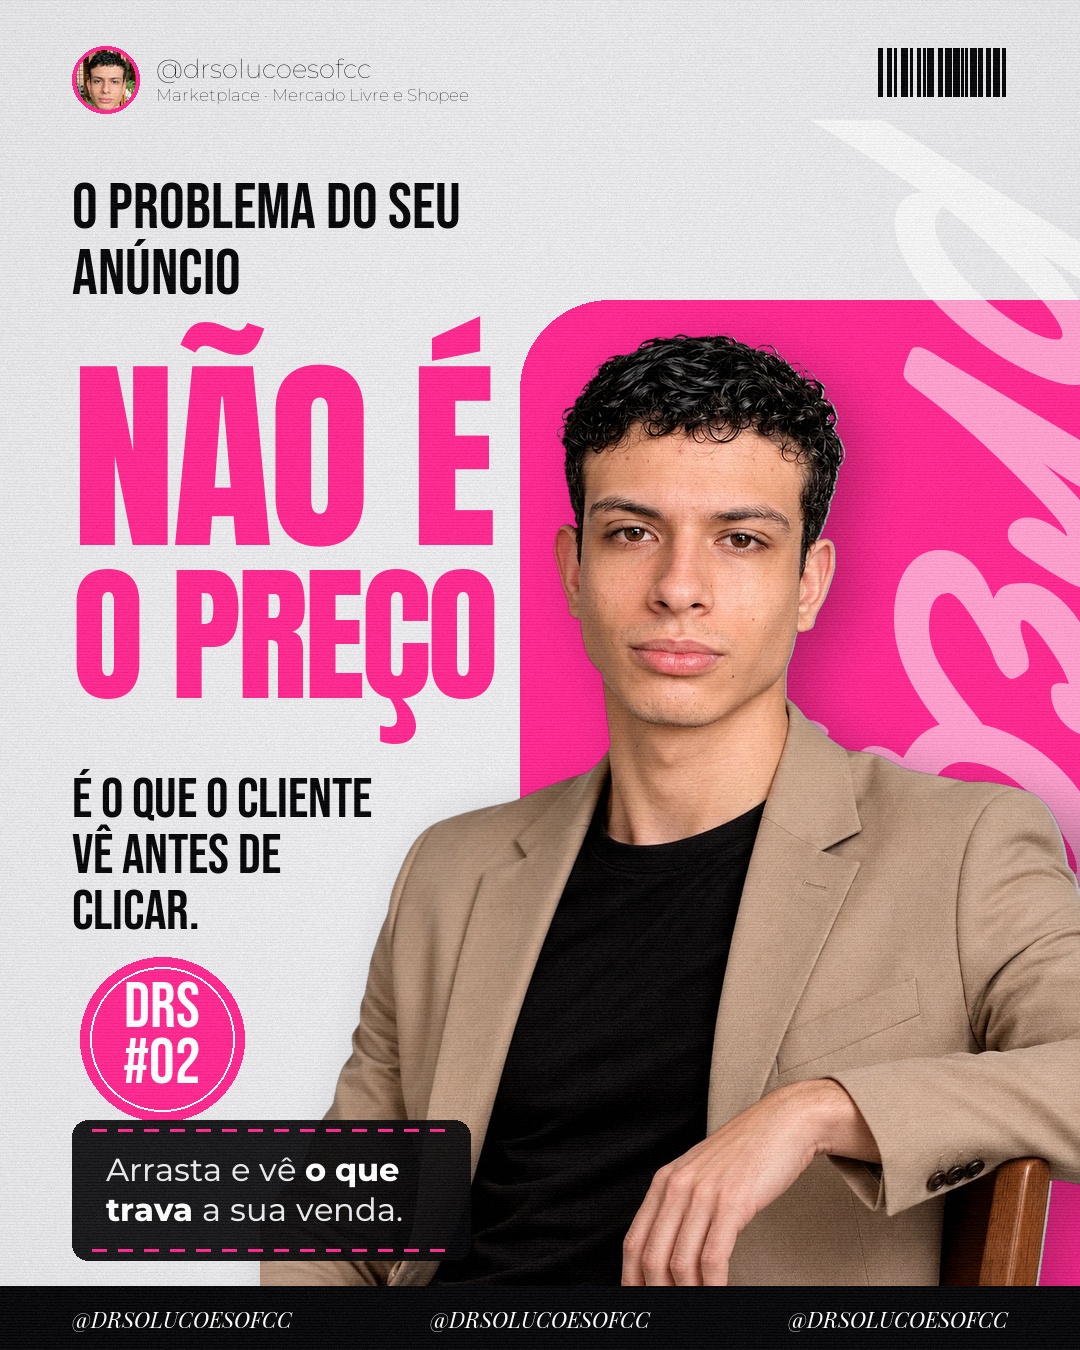 @drsolucoesofcc
Marketplace · Mercado Livre e Shopee
O PROBLEMA DO SEU
ANÚNCIO
NÃO É
O PREÇO
É O QUE O CLIENTE
VÊ ANTES DE
CLICAR.
DRS
#02
Arrasta e vê o que
trava a sua venda.
@DRSOLUCOESOFCC @DRSOLUCOESOFCC @DRSOLUCOESOFCC